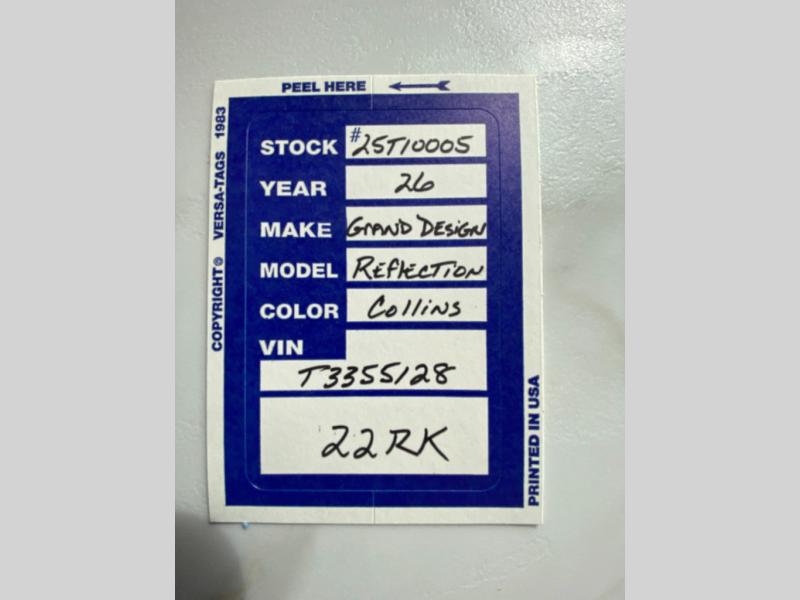 PEEL HERE
COPYRIGHT© VERSA-TAGS 1983
STOCK #25T10005
YEAR 26
MAKE GRAND DESIGN
MODEL REFLECTION
COLOR Collins
VIN
T3355128
22RK
PRINTED IN USA